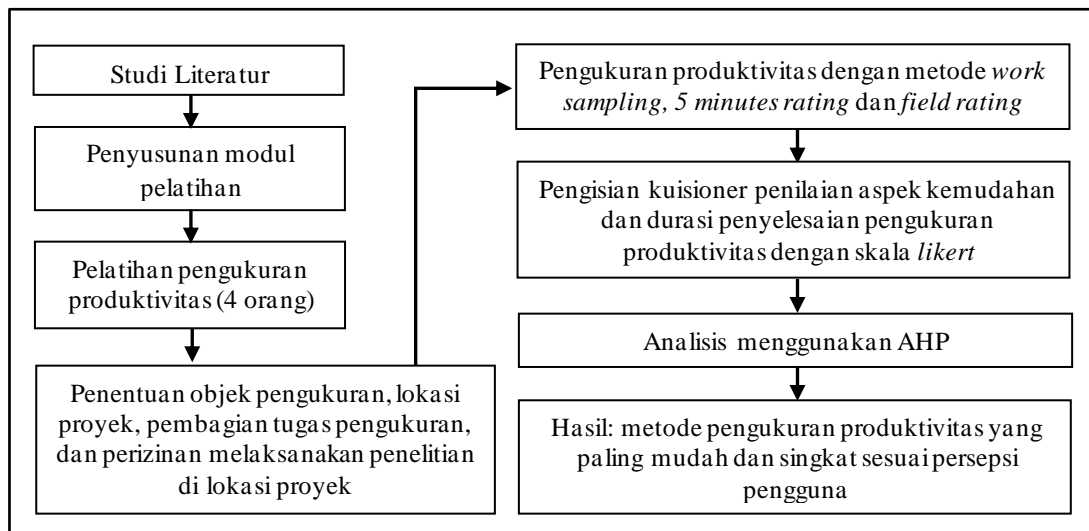 Studi Literatur
Penyusunan modul
pelatihan
Pelatihan pengukuran
produktivitas (4 orang)
Penentuan objek pengukuran, lokasi
proyek, pembagian tugas pengukuran,
dan perizinan melaksanakan penelitian
di lokasi proyek
Pengukuran produktivitas dengan metode work
sampling, 5 minutes rating dan field rating
Pengisian kuisioner penilaian aspek kemudahan
dan durasi penyelesaian pengukuran
produktivitas dengan skala likert
Analisis menggunakan AHP
Hasil: metode pengukuran produktivitas yang
paling mudah dan singkat sesuai persepsi
pengguna